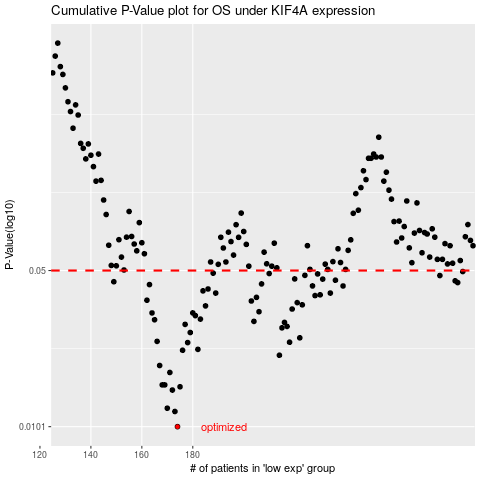 Cumulative P-Value plot for OS under KIF4A expression
P-Value(log10)
0.05
0.0101
optimized
120 140 160 180
# of patients in 'low exp' group